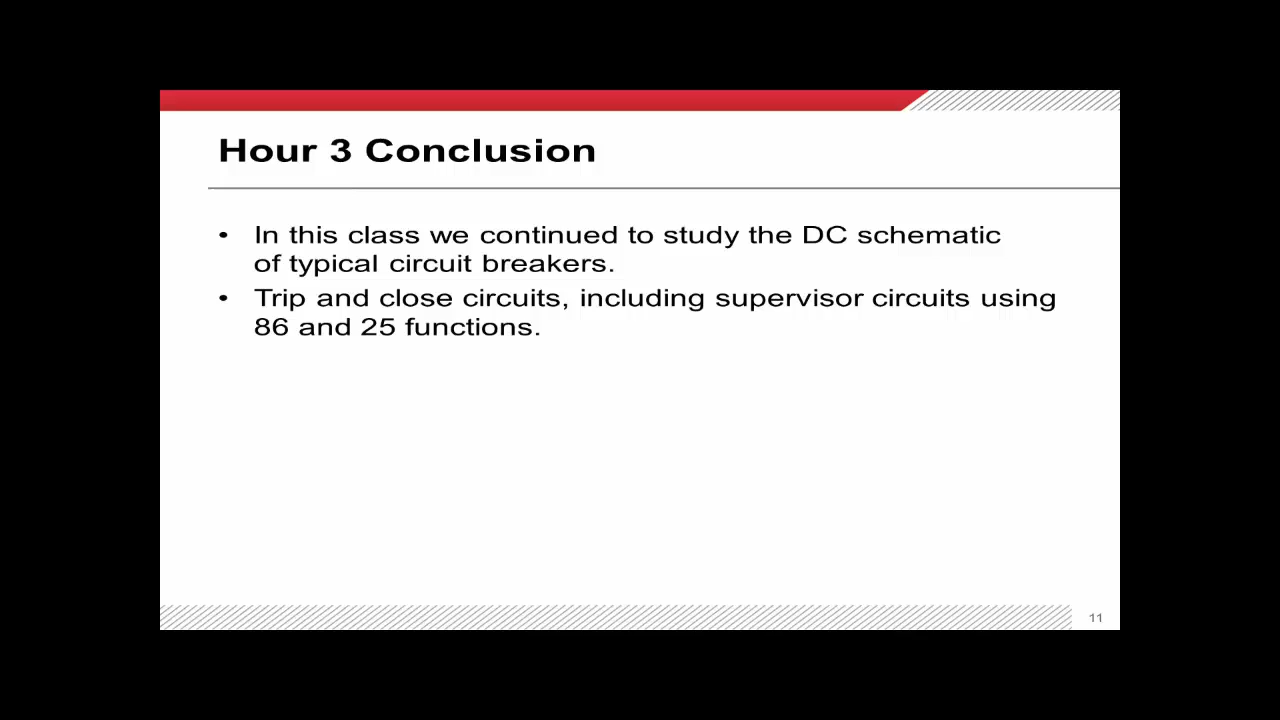 Hour 3 Conclusion
• In this class we continued to study the DC schematic
of typical circuit breakers.
• Trip and close circuits, including supervisor circuits using
86 and 25 functions.
11